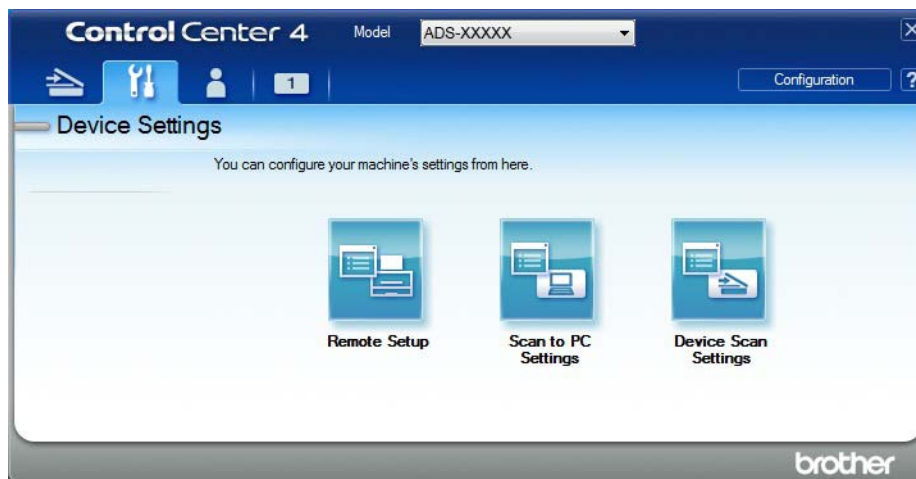 Control Center 4
Model
ADS-XXXXX
1
Configuration
?
Device Settings
You can configure your machine's settings from here.
Remote Setup
Scan to PC
Settings
Device Scan
Settings
brother